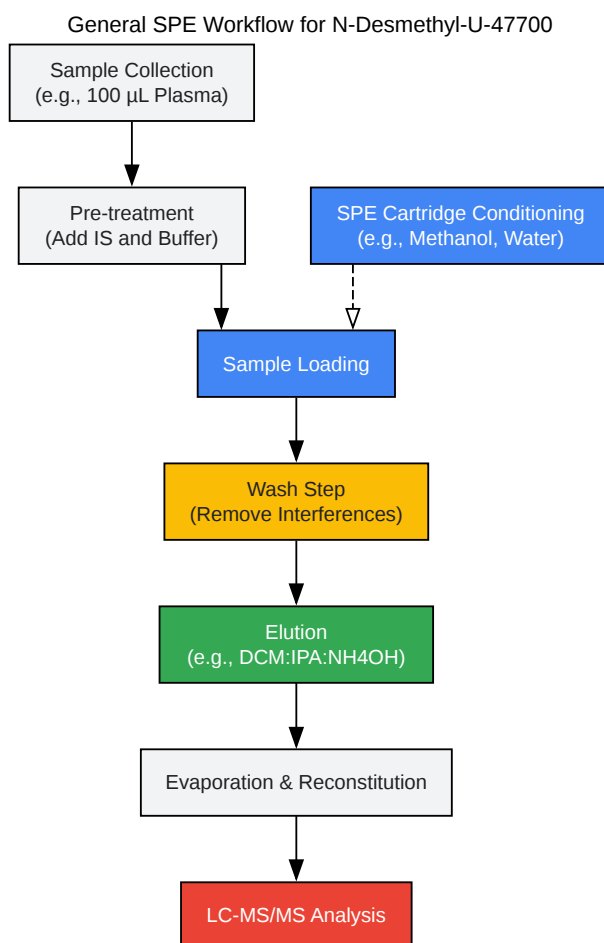 General SPE Workflow for N-Desmethyl-U-47700
Sample Collection
(e.g., 100 µL Plasma)
Pre-treatment
(Add IS and Buffer)
SPE Cartridge Conditioning
(e.g., Methanol, Water)
Sample Loading
Wash Step
(Remove Interferences)
Elution
(e.g., DCM:IPA:NH4OH)
Evaporation & Reconstitution
LC-MS/MS Analysis